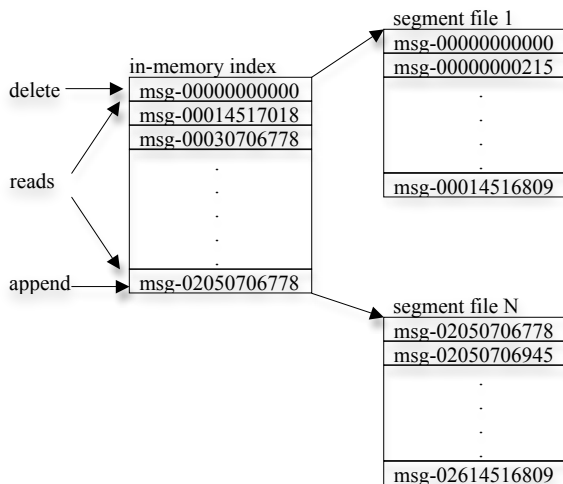 delete
reads
append
in-memory index
msg-00000000000
msg-00014517018
msg-00030706778
.
.
.
.
.
msg-02050706778
segment file 1
msg-00000000000
msg-00000000215
.
.
.
.
msg-00014516809
segment file N
msg-02050706778
msg-02050706945
.
.
.
.
msg-02614516809